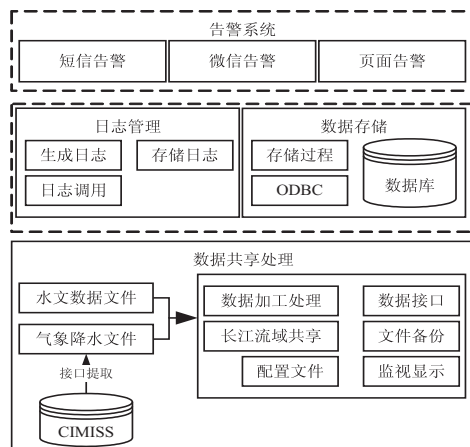 告警系统
短信告警
微信告警
页面告警
日志管理
生成日志
存储日志
日志调用
数据存储
存储过程
ODBC
数据库
数据共享处理
水文数据文件
气象降水文件
接口提取
CIMISS
数据加工处理
数据接口
长江流域共享
文件备份
配置文件
监视显示